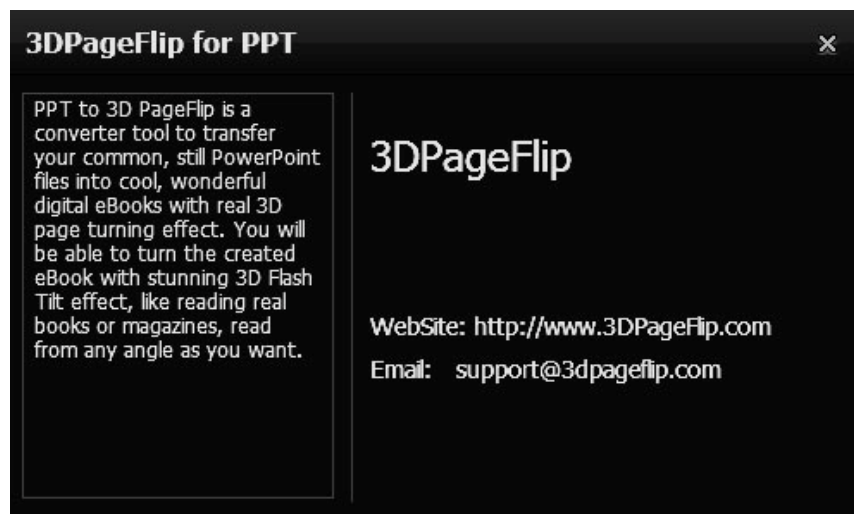 3DPageFlip for PPT
PPT to 3D PageFlip is a
converter tool to transfer
your common, still PowerPoint
files into cool, wonderful
digital eBooks with real 3D
page turning effect. You will
be able to turn the created
eBook with stunning 3D Flash
Tilt effect, like reading real
books or magazines, read
from any angle as you want.
3DPageFlip
WebSite: http://www.3DPageFlip.com
Email: support@3dpageflip.com